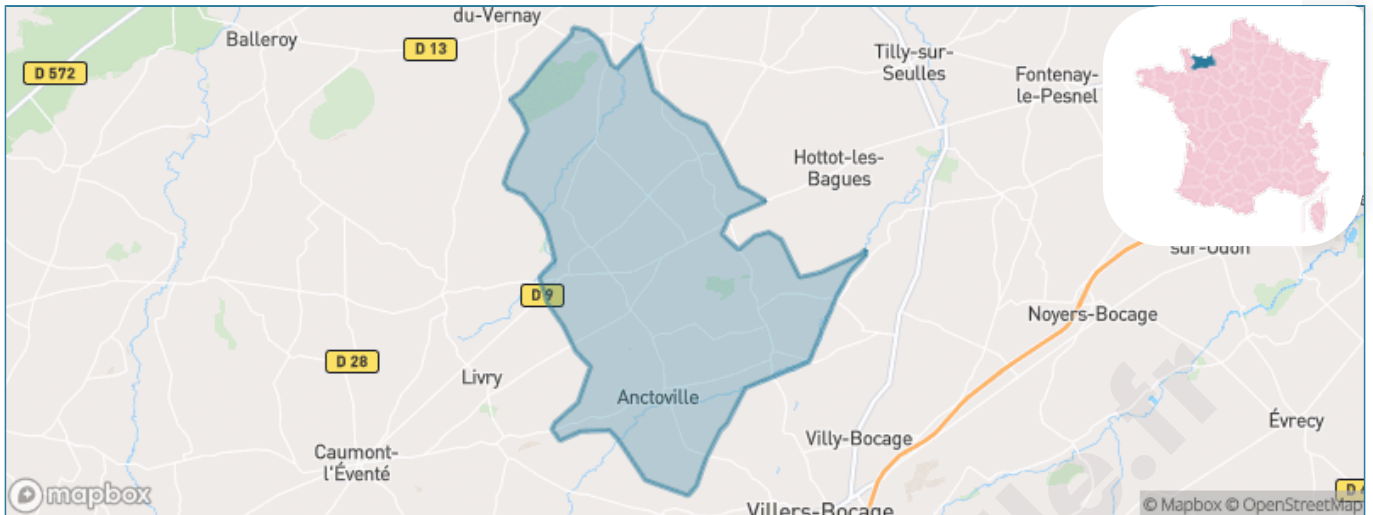 du-Vernay
Balleroy
D 13
D 572
Tilly-sur-
Seulles
Fontenay-
le-Pesnel
Hottot-les-
Bagues
sur-Odon
D 9
Noyers-Bocage
D 28
Livry
Anctoville
Évrecy
Villy-Bocage
Caumont-
l'Éventé
mapbox
Villers-Bocage
© Mapbox © OpenStreetMap